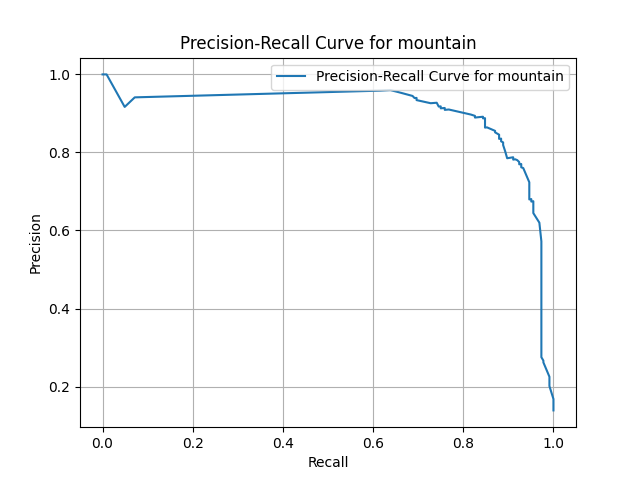 Precision-Recall Curve for mountain
Precision-Recall Curve for mountain
1.0
0.8
0.6
0.4
0.2
Precision
0.0 0.2 0.4 0.6 0.8 1.0
Recall